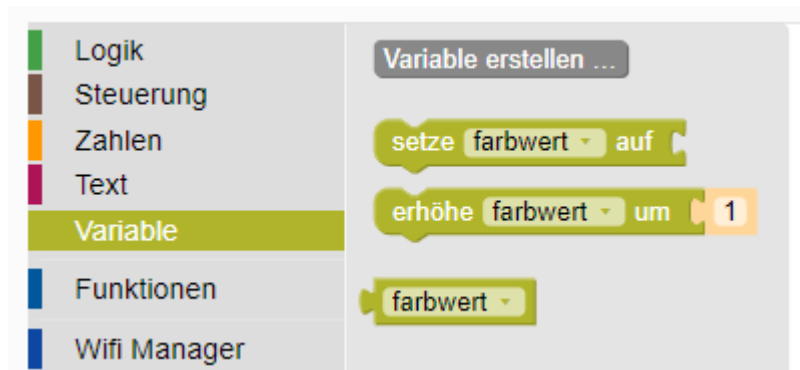 Logik
Steuerung
Zahlen
Text
Variable
Funktionen
Wifi Manager
Variable erstellen ...
setze farbwert auf
erhöhe farbwert um 1
farbwert